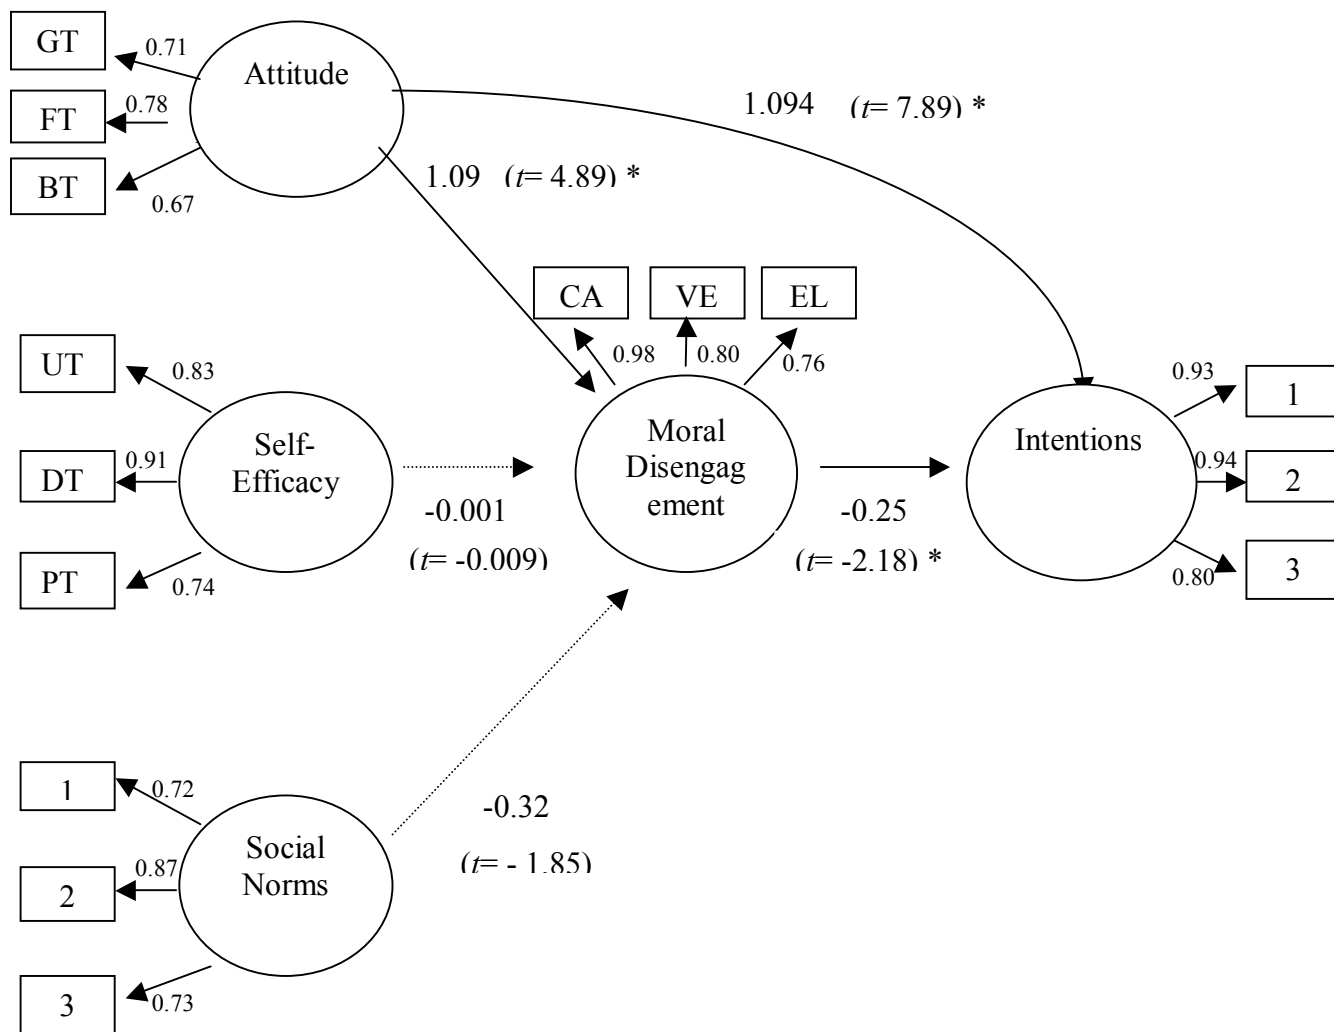 GT
0.71
Attitude
FT
0.78
BT
0.67
1.094 (t= 7.89) *
1.09 (t= 4.89) *
CA
VE
EL
0.98
0.80
0.76
UT
0.83
Self-
Efficacy
DT
0.91
PT
0.74
-0.001
(t= -0.009)
Moral
Disengag
ement
-0.25
(t= -2.18) *
Intentions
0.93
1
0.94
2
0.80
3
1
0.72
Social
Norms
2
0.87
3
0.73
-0.32
(t= - 1.85)